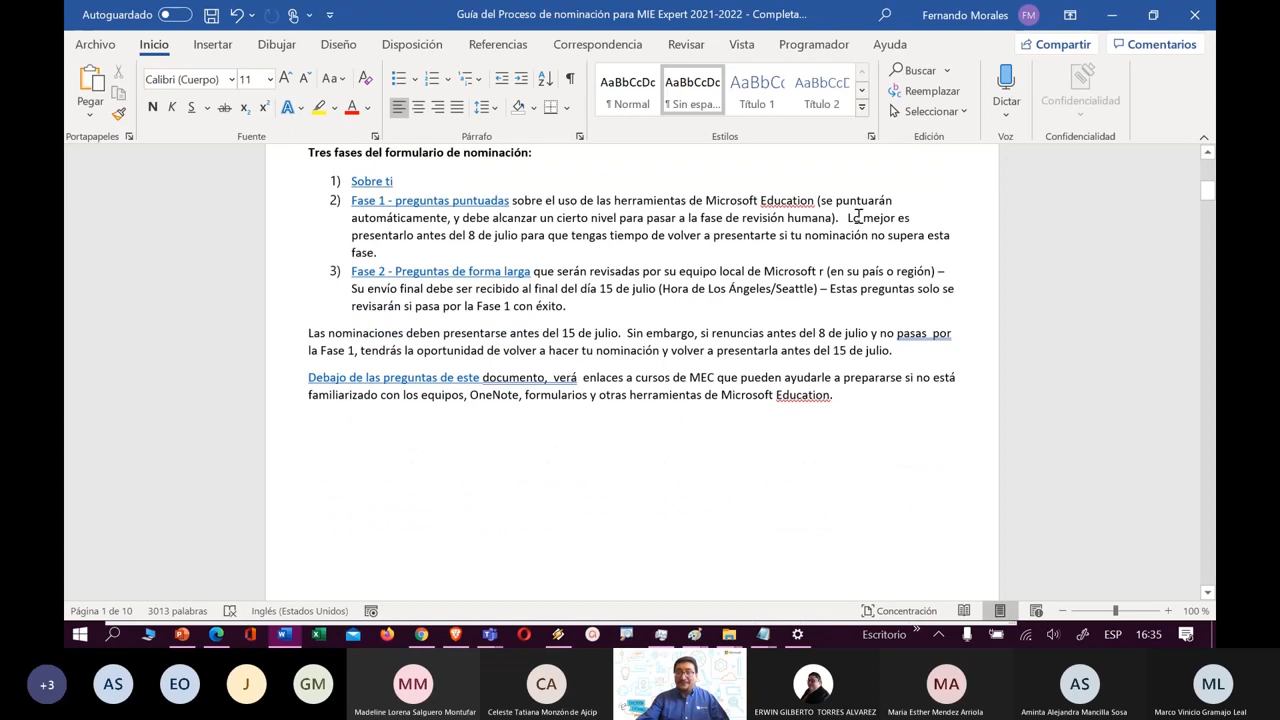 Autoguardado
Guía del Proceso de nominación para MIE Expert 2021-2022 - Completa...
Fernando Morales
FM
Archivo Inicio Insertar Dibujar Diseño Disposición Referencias Correspondencia Revisar Vista Programador Ayuda
Compartir
Comentarios
Pegar
Calibri (Cuerpo)
11
N K S ab x₂ x²
AaBbCcDc AaBbCcDc AaBbCc AaBbCcE
¶ Normal ¶ Sin espa... Título 1 Título 2
Buscar
Reemplazar
Seleccionar
Dictar
Confidencialidad
Portapapeles Fuente Párrafo Estilos Edición Voz Confidencialidad
Tres fases del formulario de nominación:
1) Sobre ti
2) Fase 1 - preguntas puntuadas sobre el uso de las herramientas de Microsoft Education (se puntuarán
automáticamente, y debe alcanzar un cierto nivel para pasar a la fase de revisión humana). Lo mejor es
presentarlo antes del 8 de julio para que tengas tiempo de volver a presentarte si tu nominación no supera esta
fase.
3) Fase 2 - Preguntas de forma larga que serán revisadas por su equipo local de Microsoft r (en su país o región) –
Su envío final debe ser recibido al final del día 15 de julio (Hora de Los Ángeles/Seattle) – Estas preguntas solo se
revisarán si pasa por la Fase 1 con éxito.
Las nominaciones deben presentarse antes del 15 de julio. Sin embargo, si renuncias antes del 8 de julio y no pasas por
la Fase 1, tendrás la oportunidad de volver a hacer tu nominación y volver a presentarla antes del 15 de julio.
Debajo de las preguntas de este documento, verá enlaces a cursos de MEC que pueden ayudarle a prepararse si no está
familiarizado con los equipos, OneNote, formularios y otras herramientas de Microsoft Education.
Página 1 de 10 3013 palabras Inglés (Estados Unidos)
Concentración
100 %
Escritorio
ESP
16:35
+3 AS EO J GM MM CA MA AS ML
Madeline Lorena Salguero Montufar
Celeste Tatiana Monzón de Ajcip
ERWIN GILBERTO TORRES ALVAREZ
Maria Esther Mendez Arriola
Aminta Alejandra Mancilla Sosa
Marco Vinicio Gramajo Leal